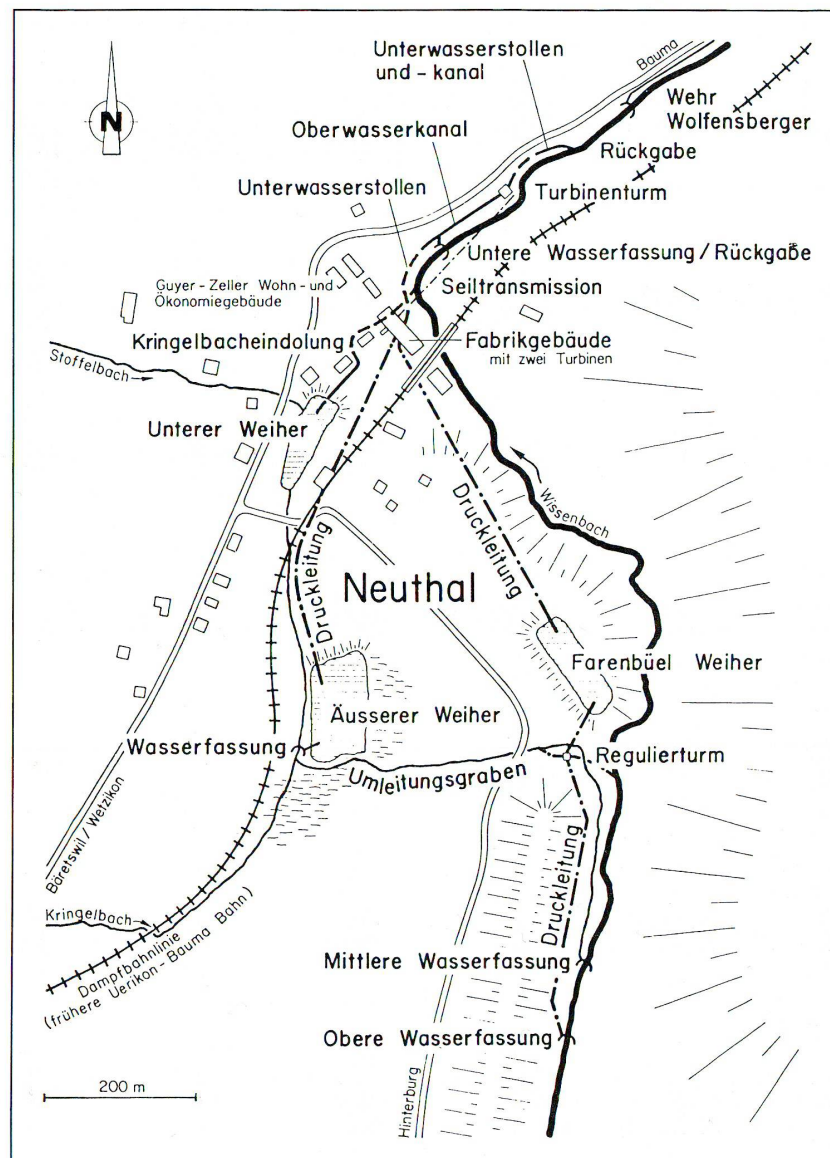 Unterwasserstollen
und - kanal
Bauma
N
Wehr
Wolfensberger
Oberwasserkanal
Rückgabe
Unterwasserstollen
Turbinenturm
Untere Wasserfassung / Rückgabe
Guyer - Zeller Wohn - und
Ökonomiegebäude
Seiltransmission
Kringelbacheindolung
Fabrikgebäude
mit zwei Turbinen
Stoffelbach
Unterer Weiher
Druckleitung
Wissenbach
Druckleitung
Neuthal
Farenbüel Weiher
Äusserer Weiher
Wasserfassung
Regulierturm
Umleitungsgraben
Bäretswil / Wetzikon
Druckleitung
Kringelbach
Dampfbahnlinie
(frühere Uerikon - Bauma Bahn)
Mittlere Wasserfassung
Obere Wasserfassung
200 m
Hinterburg